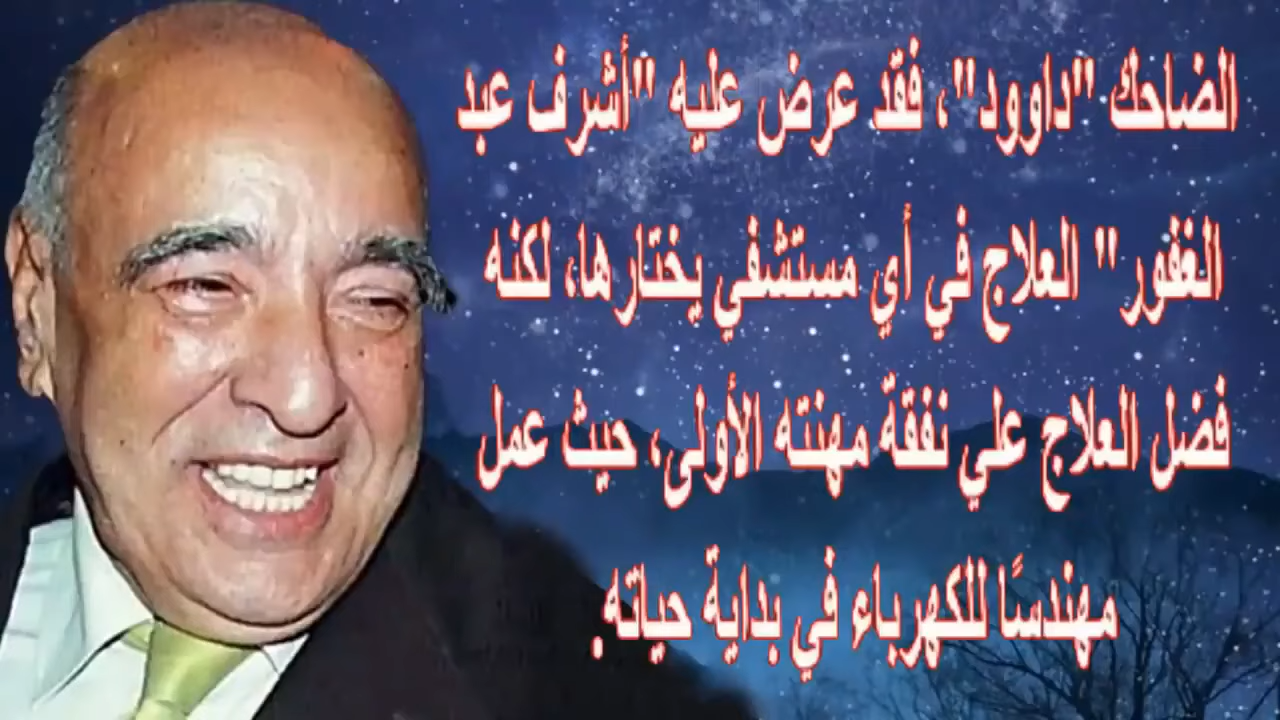 الضاحك "داوود"، فقد عرض عليه "أشرف عبد
الغفور" العلاج في أي مستشفي يختارها، لكنه
فضل العلاج علي نفقة مهنته الأولى، حيث عمل
مهندسًا للكهرباء في بداية حياته.